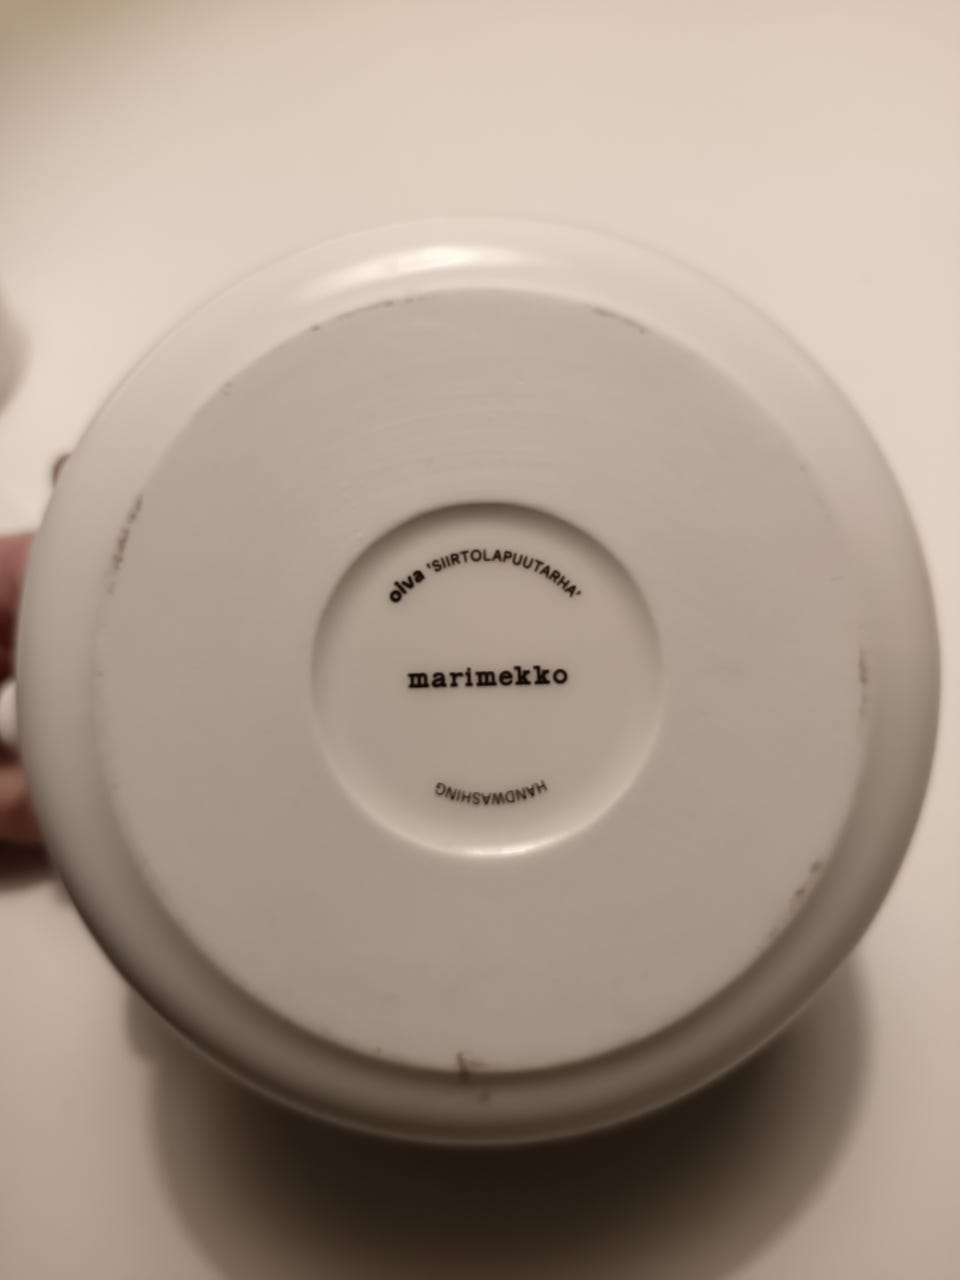 oiva 'SIIRTOLAPUUTARHA'
marimekko
HANDWASHING